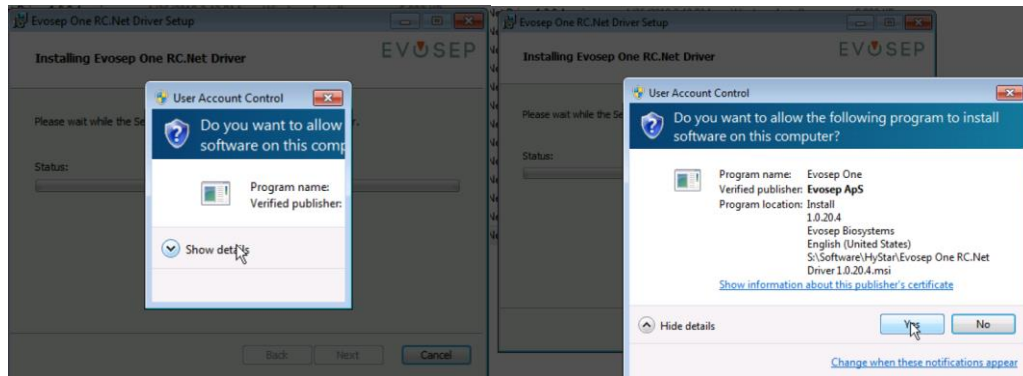 Evosep One RC.Net Driver Setup
Installing Evosep One RC.Net Driver
EVOSEP
User Account Control
Do you want to allow
software on this comp
Please wait while the Se
r.
Status:
Program name:
Verified publisher:
Show details
Back
Next
Cancel
Evosep One RC.Net Driver Setup
Installing Evosep One RC.Net Driver
EVOSEP
User Account Control
Do you want to allow the following program to install
software on this computer?
Please wait while the Se
Status:
Program name: Evosep One
Verified publisher: Evosep ApS
Program location: Install
1.0.20.4
Evosep Biosystems
English (United States)
S:\Software\HyStar\Evosep One RC.Net
Driver 1.0.20.4.msi
Show information about this publisher's certificate
Hide details
Yes
No
Change when these notifications appear